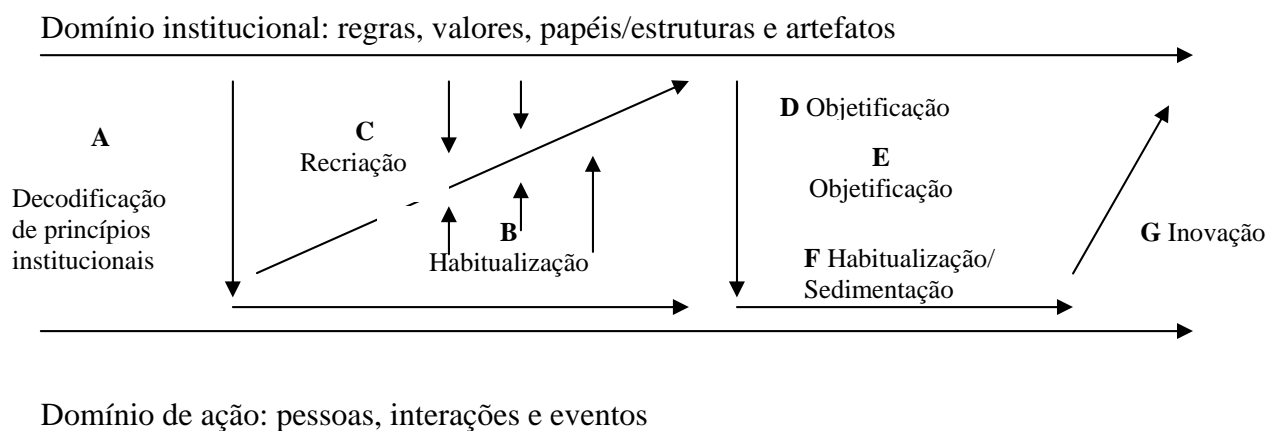 Domínio institucional: regras, valores, papéis/estruturas e artefatos
A
Decodificação
de princípios
institucionais
C
Recriação
B
Habitualização
D Objetificação
E
Objetificação
F Habitualização/
Sedimentação
G Inovação
Domínio de ação: pessoas, interações e eventos